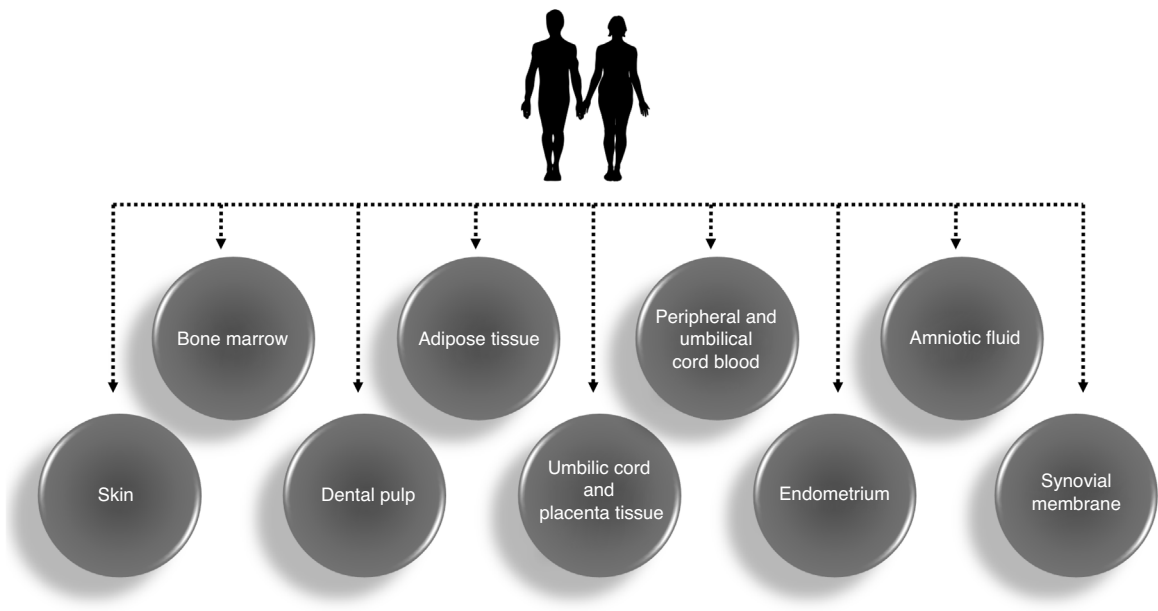 Bone marrow
Adipose tissue
Peripheral and
umbilical
cord blood
Amniotic fluid
Skin
Dental pulp
Umbilic cord
and
placenta tissue
Endometrium
Synovial
membrane